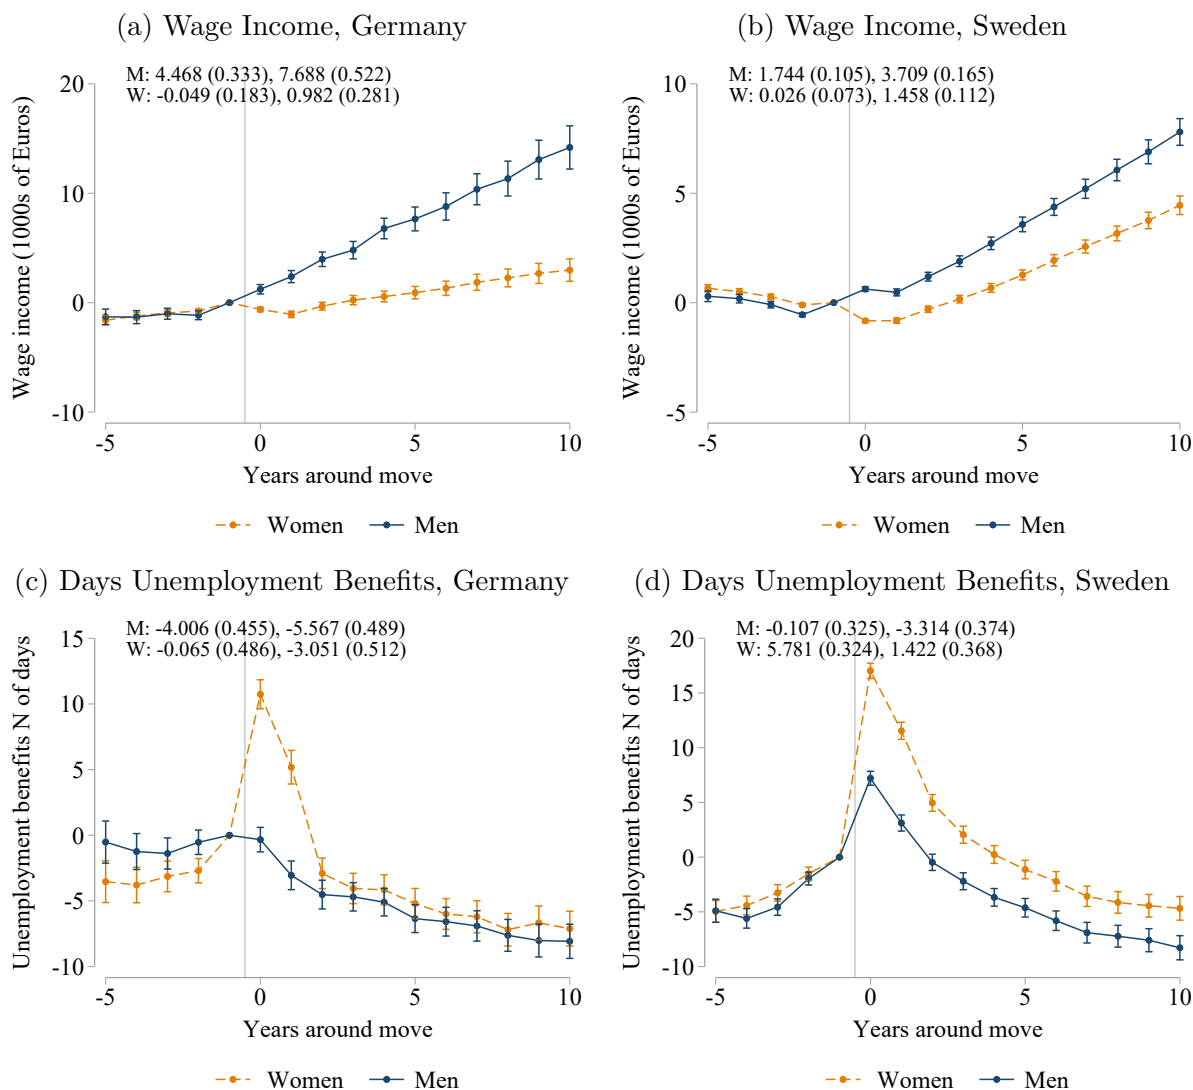 (a) Wage Income, Germany
M: 4.468 (0.333), 7.688 (0.522)
W: -0.049 (0.183), 0.982 (0.281)
Wage income (1000s of Euros)
20
10
0
-10
-5
0
5
10
Years around move
Women
Men
(b) Wage Income, Sweden
M: 1.744 (0.105), 3.709 (0.165)
W: 0.026 (0.073), 1.458 (0.112)
Wage income (1000s of Euros)
10
5
0
-5
-5
0
5
10
Years around move
Women
Men
(c) Days Unemployment Benefits, Germany
M: -4.006 (0.455), -5.567 (0.489)
W: -0.065 (0.486), -3.051 (0.512)
Unemployment benefits N of days
15
10
5
0
-5
-10
-5
0
5
10
Years around move
Women
Men
(d) Days Unemployment Benefits, Sweden
M: -0.107 (0.325), -3.314 (0.374)
W: 5.781 (0.324), 1.422 (0.368)
Unemployment benefits N of days
20
15
10
5
0
-5
-10
-5
0
5
10
Years around move
Women
Men